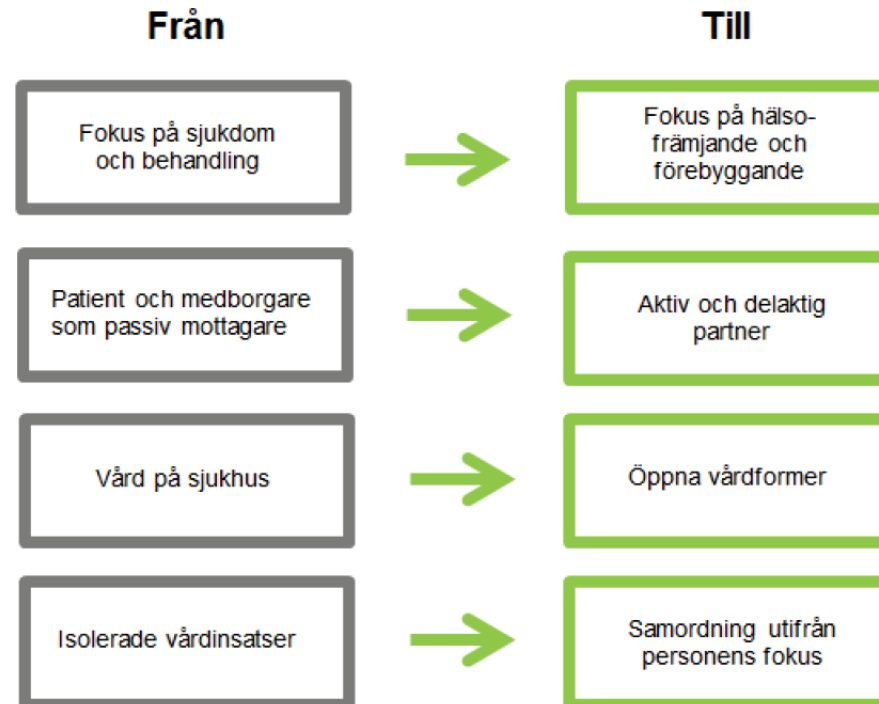 Från
Till
Fokus på sjukdom
och behandling
Fokus på hälso-
främjande och
förebyggande
Patient och medborgare
som passiv mottagare
Aktiv och delaktig
partner
Vård på sjukhus
Öppna vårdformer
Isolerade vårdinsatser
Samordning utifrån
personens fokus